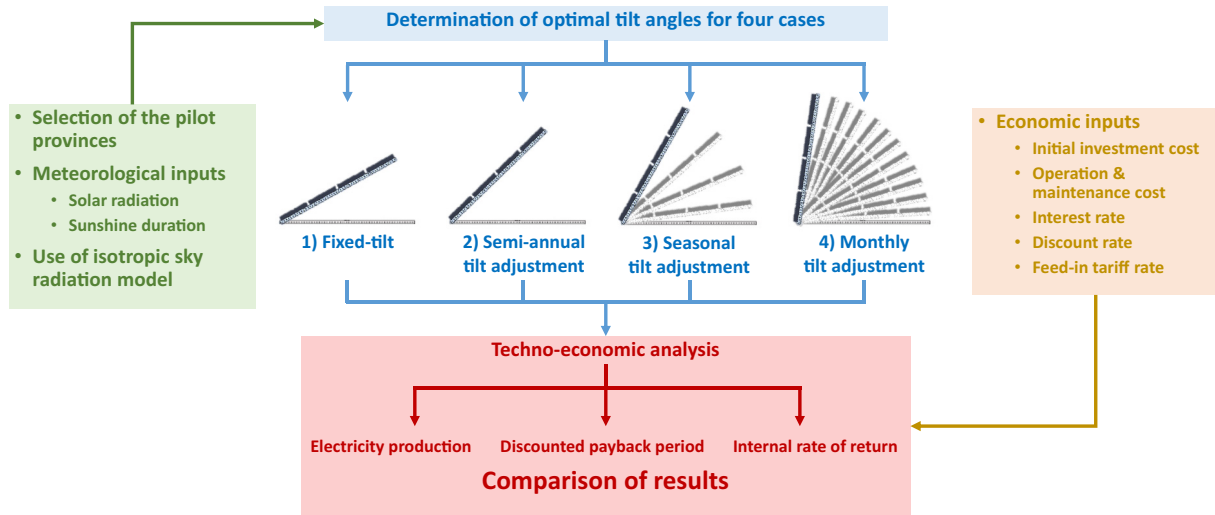 Determination of optimal tilt angles for four cases
• Selection of the pilot
provinces
• Meteorological inputs
• Solar radiation
• Sunshine duration
• Use of isotropic sky
radiation model
1) Fixed-tilt
2) Semi-annual
tilt adjustment
3) Seasonal
tilt adjustment
4) Monthly
tilt adjustment
• Economic inputs
• Initial investment cost
• Operation &
maintenance cost
• Interest rate
• Discount rate
• Feed-in tariff rate
Techno-economic analysis
Electricity production
Discounted payback period
Internal rate of return
Comparison of results